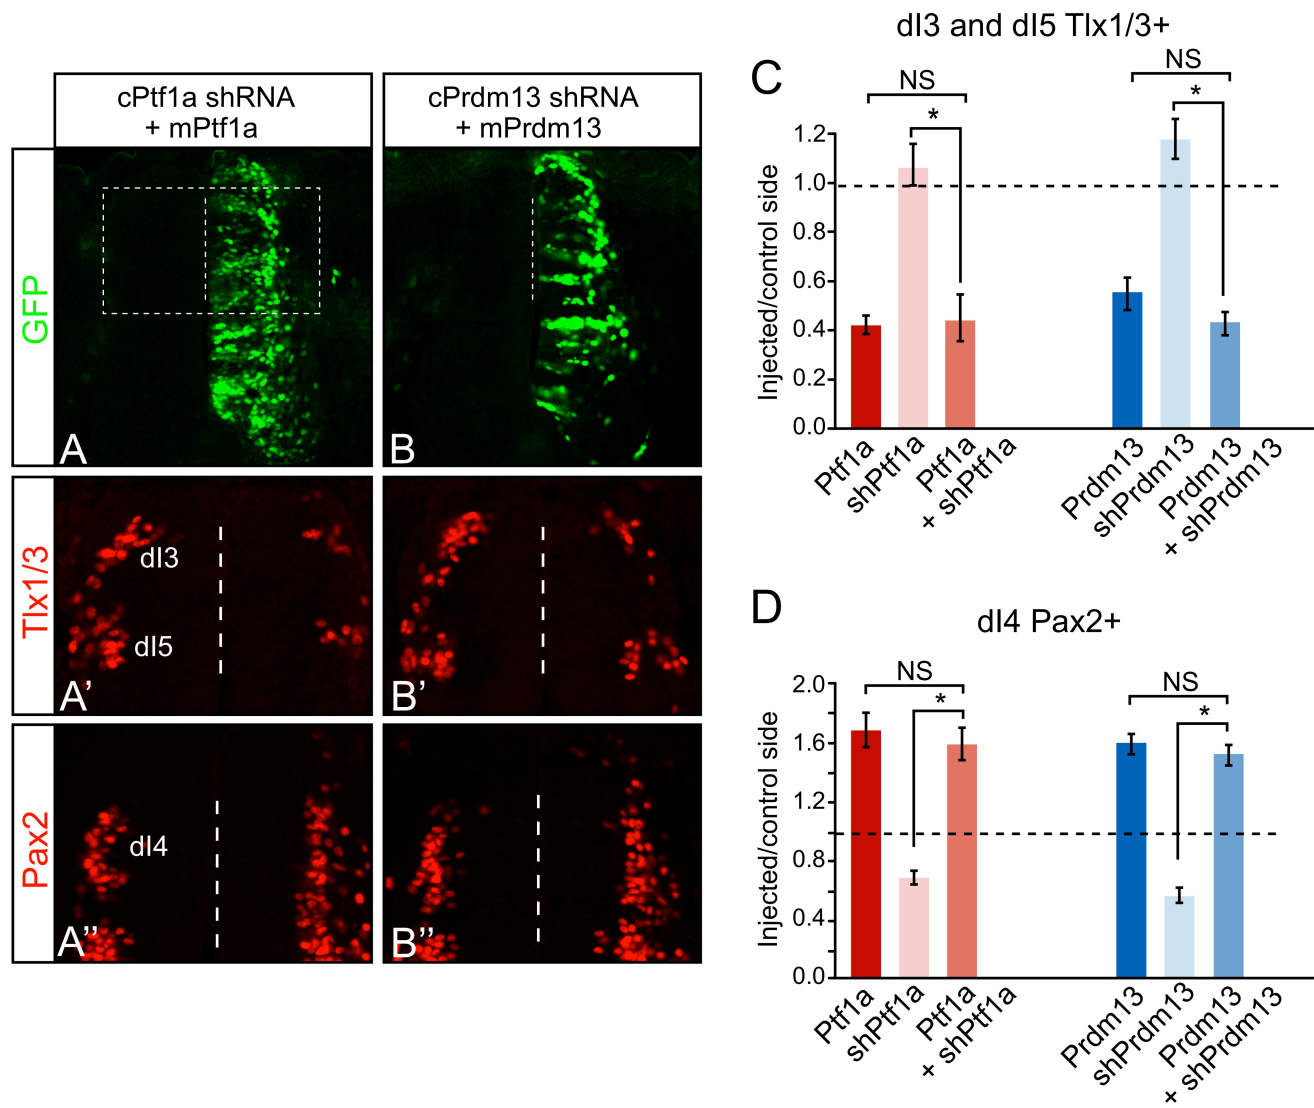 cPtf1a shRNA
+ mPtf1a
cPrdm13 shRNA
+ mPrdm13
GFP
A
B
Tlx1/3
dI3
dI5
A’
B’
Pax2
dI4
A’’
B’’
C
dI3 and dI5 Tlx1/3+
NS
*
NS
*
Injected/control side
1.2
1.0
0.8
0.6
0.4
0.2
0.0
Ptf1a
shPtf1a
Ptf1a
+ shPtf1a
Prdm13
shPrdm13
Prdm13
+ shPrdm13
D
dI4 Pax2+
NS
*
NS
*
Injected/control side
2.0
1.6
1.2
0.8
0.4
0.0
Ptf1a
shPtf1a
Ptf1a
+ shPtf1a
Prdm13
shPrdm13
Prdm13
+ shPrdm13